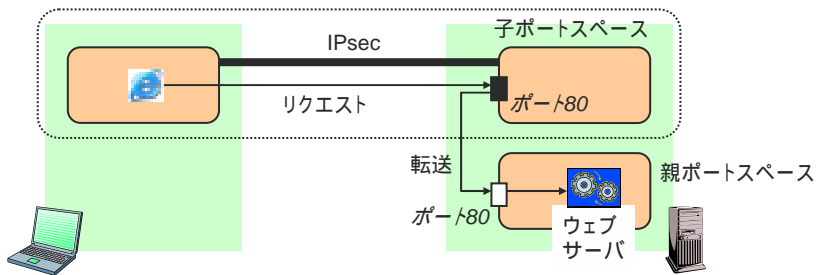 子ポートスペース
IPsec
リクエスト
ポート80
転送
親ポートスペース
ポート80
ウェブ
サーバ